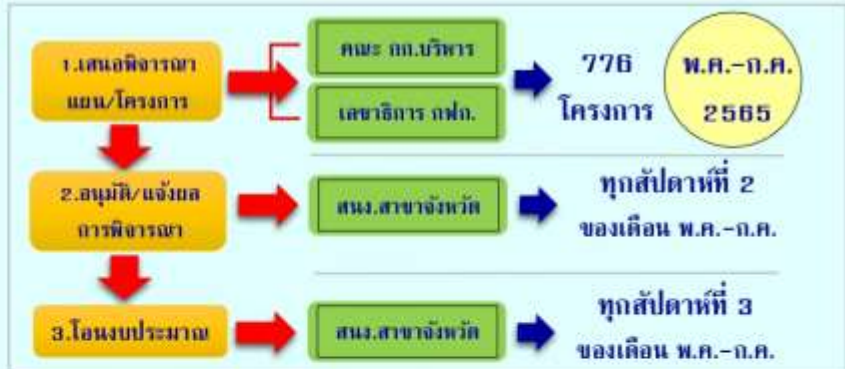 1.เสนอพิจารณา
แผน/โครงการ
คณะ กก.บริหาร
เลขาธิการ กฟก.
776
โครงการ
พ.ค.-ก.ค.
2565
2.อนุมัติ/แจ้งผล
การพิจารณา
สนง.สาขาจังหวัด
ทุกสัปดาห์ที่ 2
ของเดือน พ.ค.-ก.ค.
3.โอนงบประมาณ
สนง.สาขาจังหวัด
ทุกสัปดาห์ที่ 3
ของเดือน พ.ค.-ก.ค.